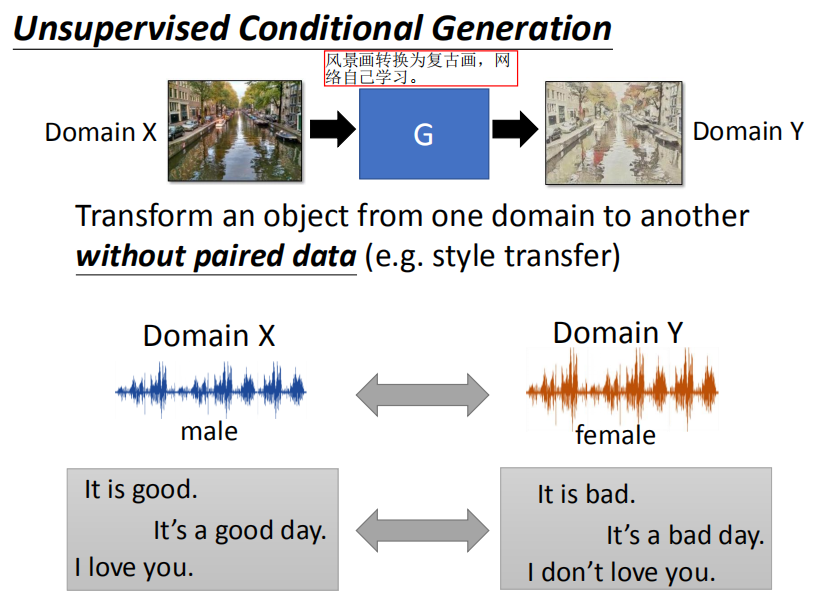 Unsupervised Conditional Generation
风景画转换为复古画，网
络自己学习。
Domain X
G
Domain Y
Transform an object from one domain to another
without paired data (e.g. style transfer)
Domain X
Domain Y
male
female
It is good.
It's a good day.
I love you.
It is bad.
It's a bad day.
I don't love you.